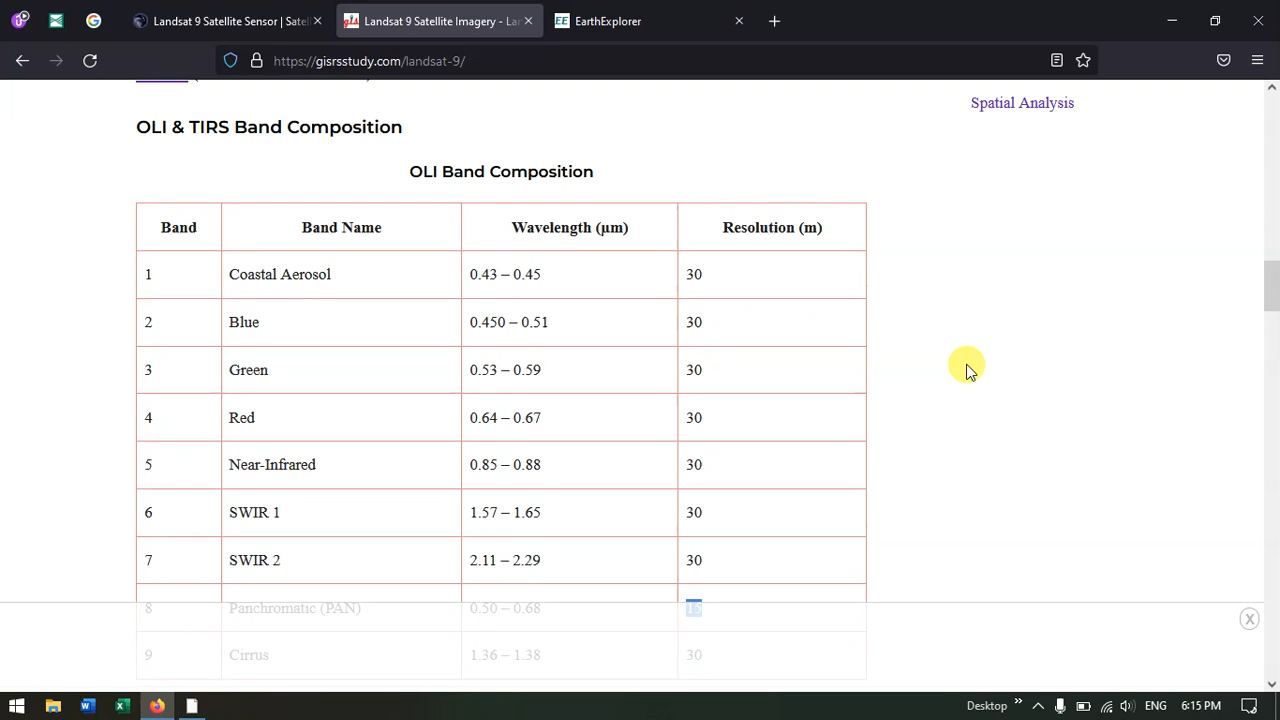 Landsat 9 Satellite Sensor | Satel
Landsat 9 Satellite Imagery - La
EarthExplorer
https://gisrsstudy.com/landsat-9/
Spatial Analysis
OLI & TIRS Band Composition
OLI Band Composition
Band Band Name Wavelength (µm) Resolution (m)
1 Coastal Aerosol 0.43 – 0.45 30
2 Blue 0.450 – 0.51 30
3 Green 0.53 – 0.59 30
4 Red 0.64 – 0.67 30
5 Near-Infrared 0.85 – 0.88 30
6 SWIR 1 1.57 – 1.65 30
7 SWIR 2 2.11 – 2.29 30
8 Panchromatic (PAN) 0.50 – 0.68 15
9 Cirrus 1.36 – 1.38 30
Desktop ENG 6:15 PM